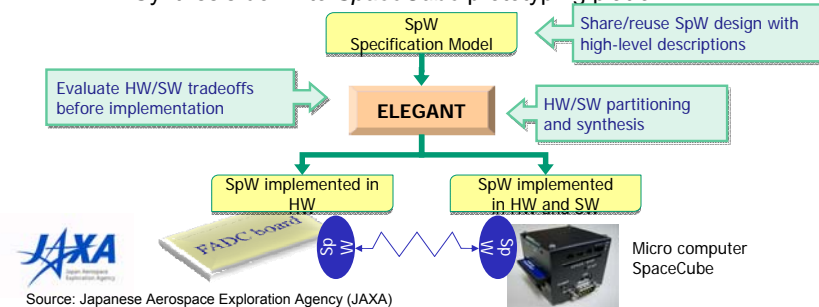 SpW
Specification Model
Share/reuse SpW design with
high-level descriptions
Evaluate HW/SW tradeoffs
before implementation
ELEGANT
HW/SW partitioning
and synthesis
SpW implemented in
HW
SpW implemented
in HW and SW
FADC board
SpW
SpW
Micro computer
SpaceCube
JAXA
Japan Aerospace
Exploration Agency
Source: Japanese Aerospace Exploration Agency (JAXA)